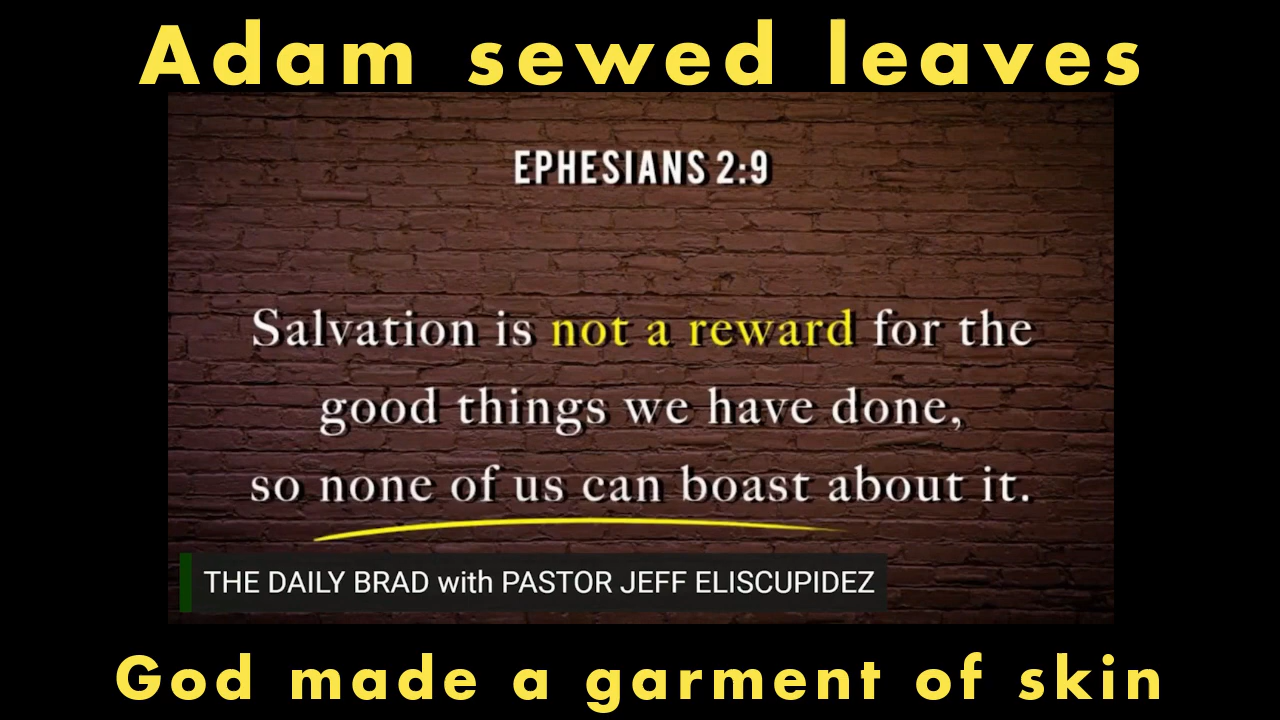 Adam sewed leaves
EPHESIANS 2:9
Salvation is not a reward for the
good things we have done,
so none of us can boast about it.
THE DAILY BRAD with PASTOR JEFF ELISCUPIDEZ
God made a garment of skin